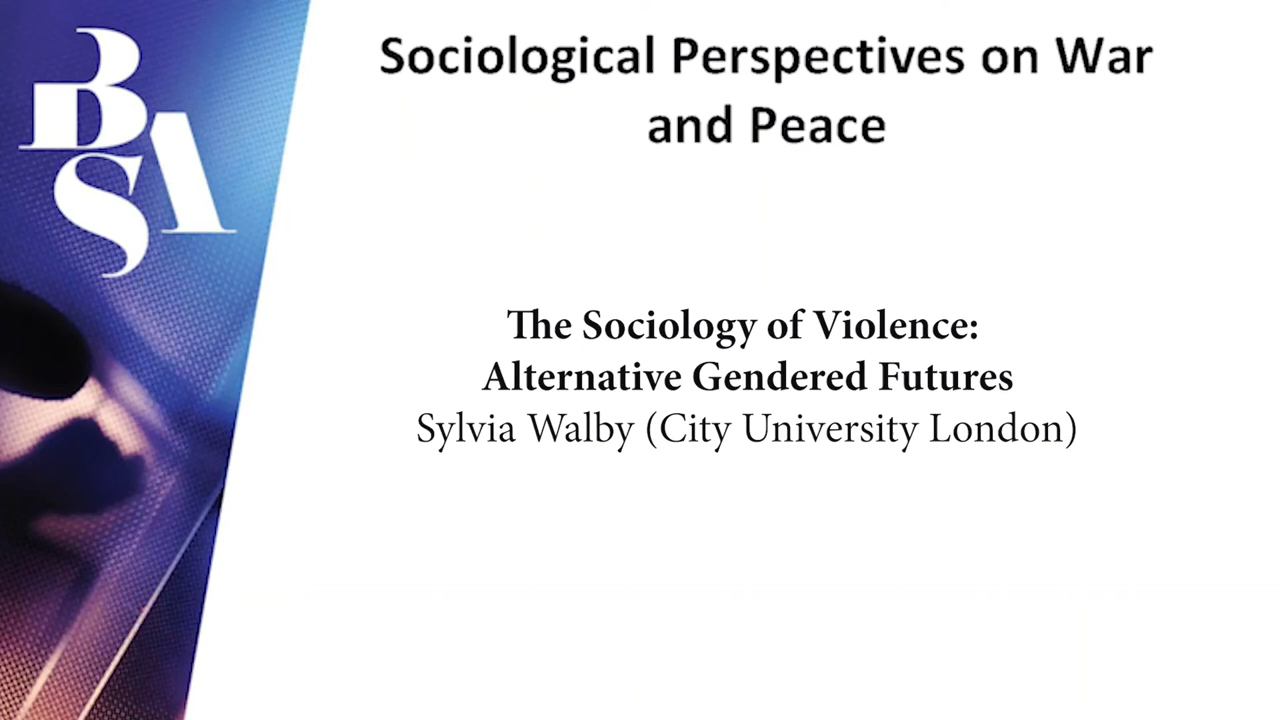 BSA
Sociological Perspectives on War
and Peace
The Sociology of Violence:
Alternative Gendered Futures
Sylvia Walby (City University London)